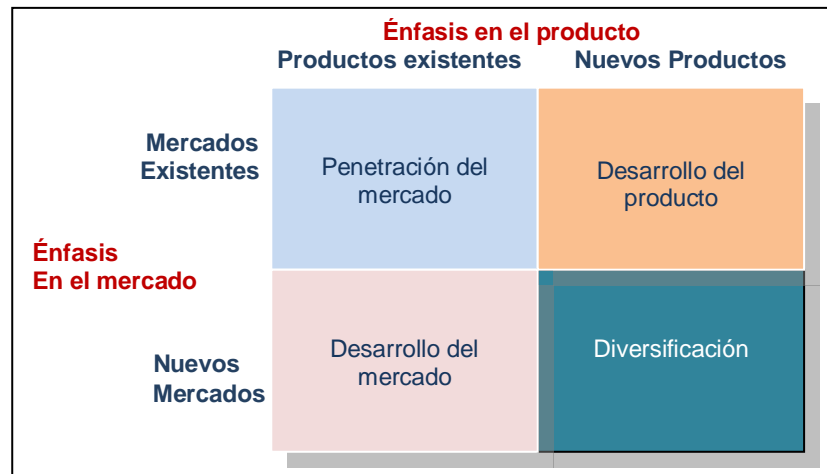 Énfasis en el producto
Productos existentes
Nuevos Productos
Mercados
Existentes
Penetración del
mercado
Desarrollo del
producto
Énfasis
En el mercado
Nuevos
Mercados
Desarrollo del
mercado
Diversificación